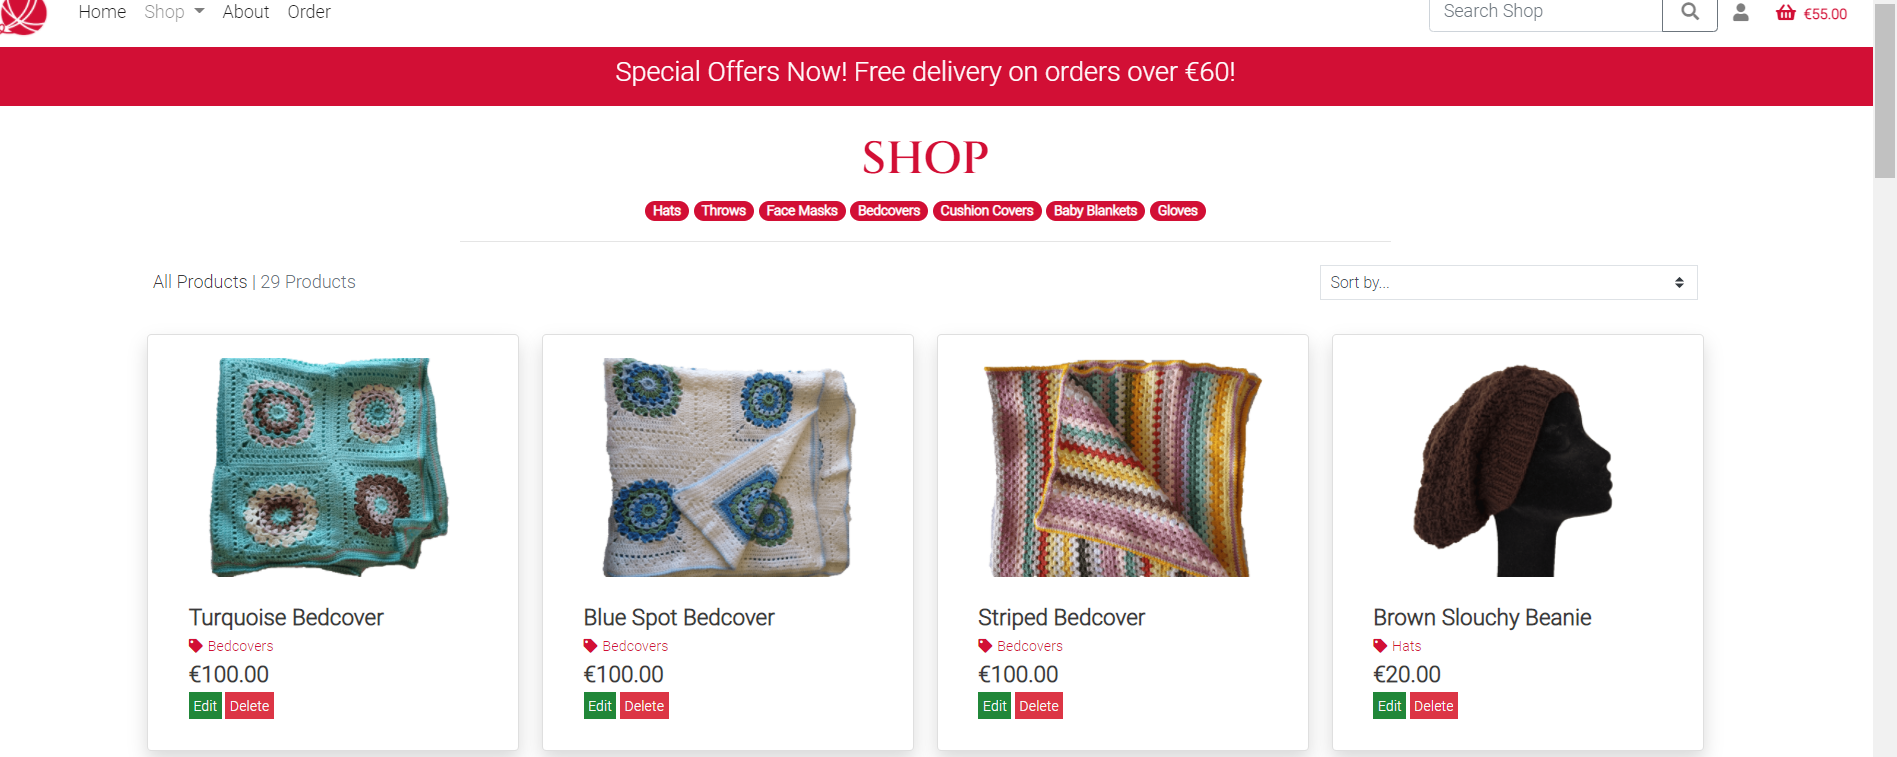 Home Shop About Order Search Shop €55.00
Special Offers Now! Free delivery on orders over €60!
SHOP
Hats Throws Face Masks Bedcovers Cushion Covers Baby Blankets Gloves
All Products | 29 Products Sort by...
Turquoise Bedcover Blue Spot Bedcover Striped Bedcover Brown Slouchy Beanie
Bedcovers Bedcovers Bedcovers Hats
€100.00 €100.00 €100.00 €20.00
Edit Delete Edit Delete Edit Delete Edit Delete